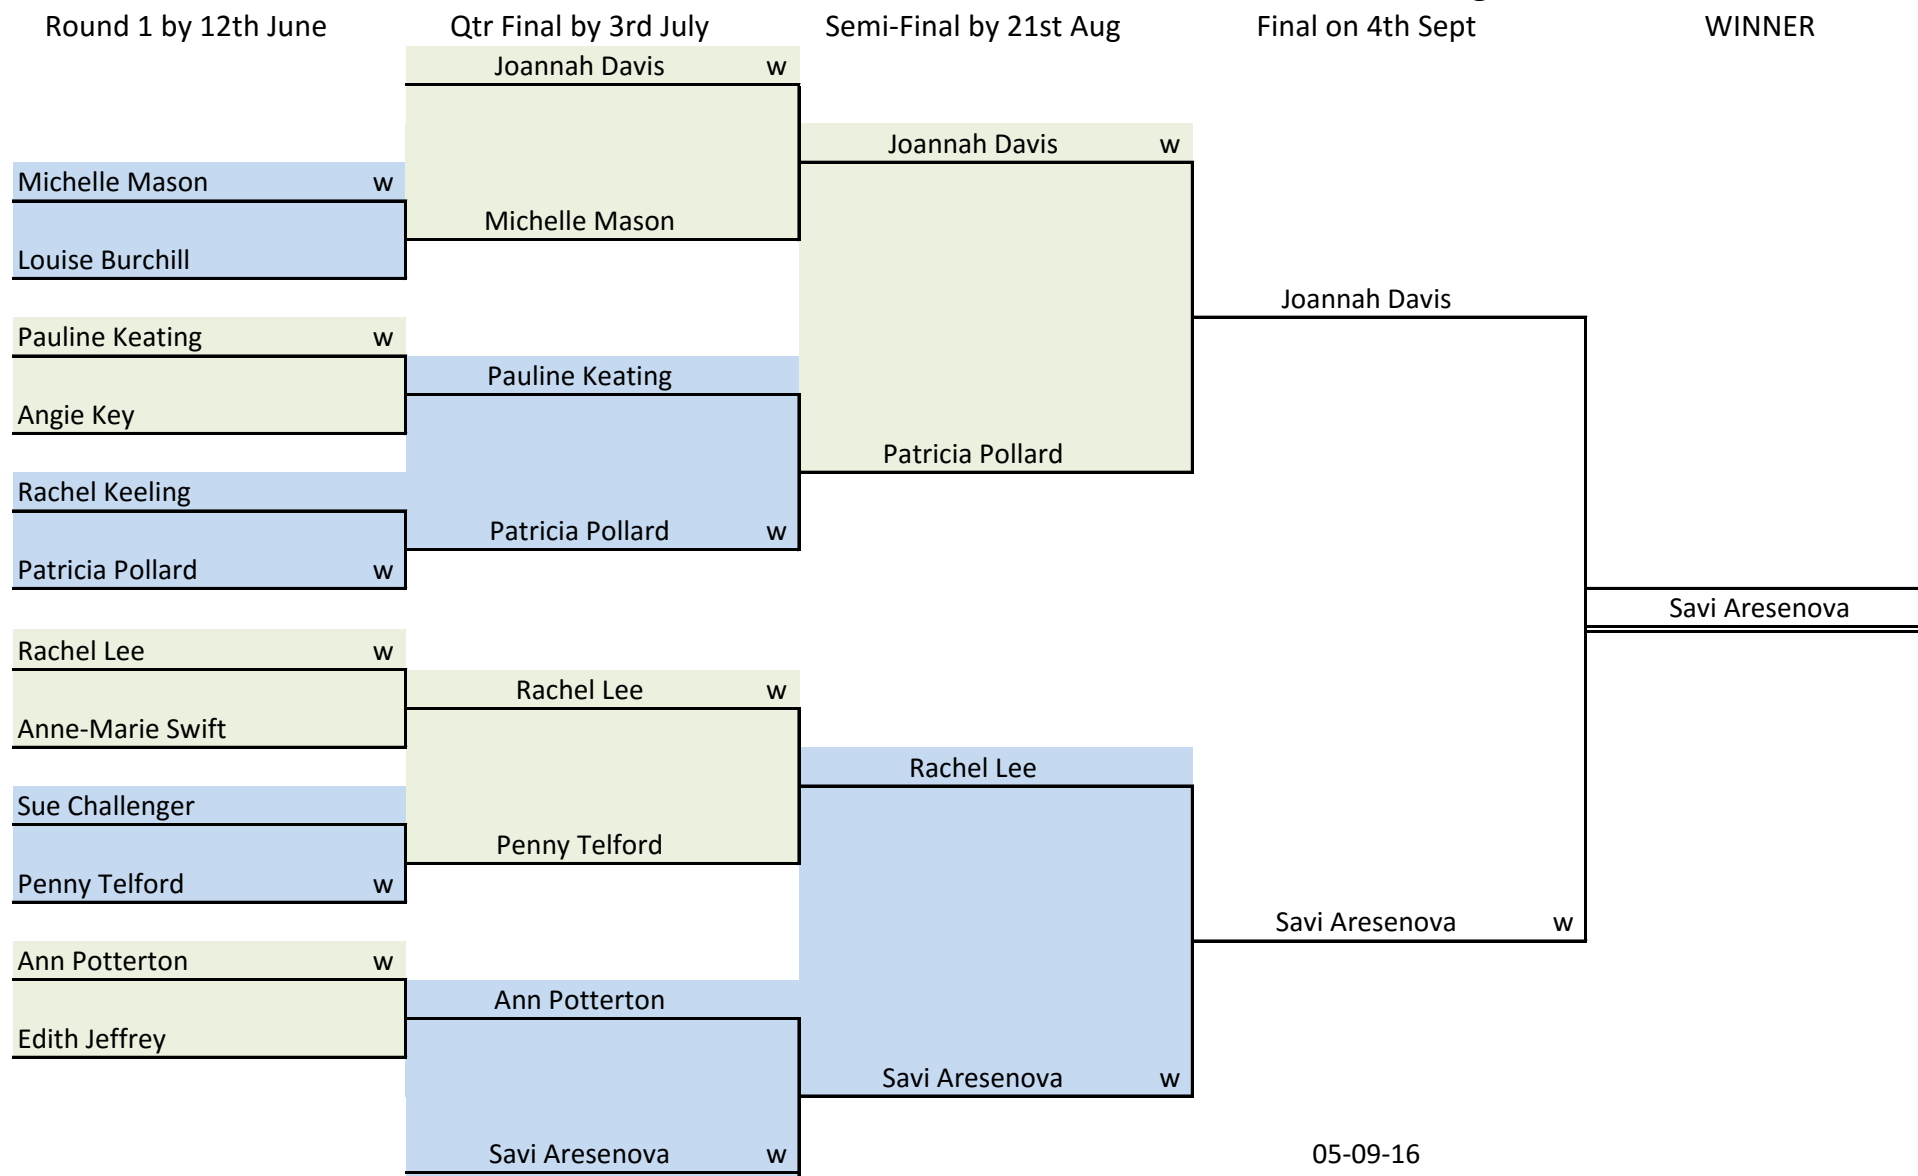 Round 1 by 12th June Qtr Final by 3rd July Semi-Final by 21st Aug Final on 4th Sept WINNER
Joannah Davis w
Joannah Davis w
Michelle Mason w
Michelle Mason
Louise Burchill
Joannah Davis
Pauline Keating w
Pauline Keating
Angie Key
Patricia Pollard
Rachel Keeling
Patricia Pollard w
Patricia Pollard w
Savi Aresenova
Rachel Lee w
Rachel Lee w
Anne-Marie Swift
Rachel Lee
Sue Challenger
Penny Telford
Penny Telford w
Savi Aresenova w
Ann Potterton w
Ann Potterton
Edith Jeffrey
Savi Aresenova w
Savi Aresenova w 05-09-16